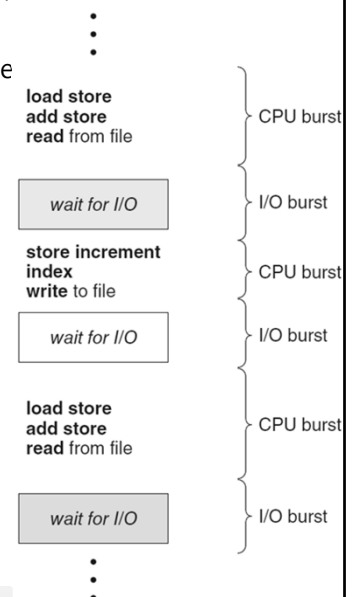 e
load store
add store
read from file
CPU burst
wait for I/O
I/O burst
store increment
index
write to file
CPU burst
wait for I/O
I/O burst
load store
add store
read from file
CPU burst
wait for I/O
I/O burst